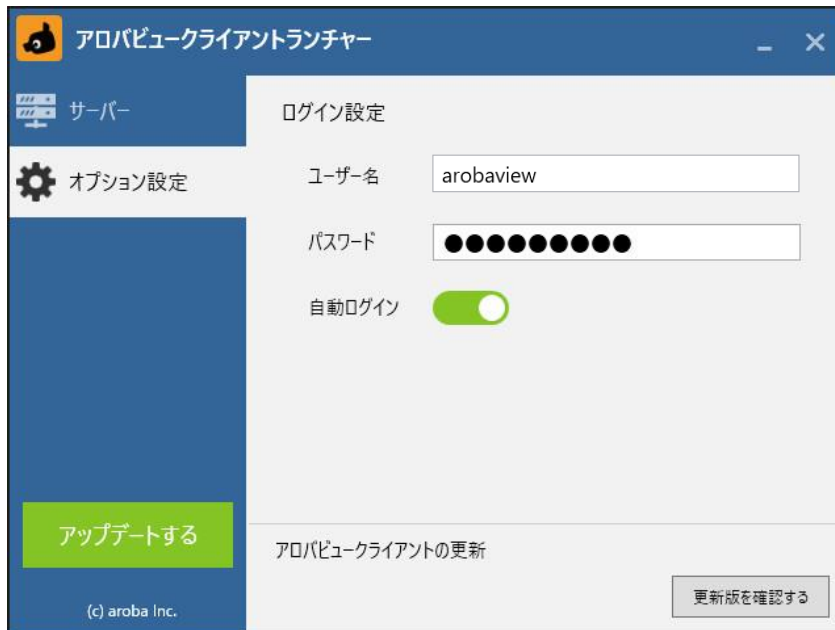 アロバビュークライアントランチャー
サーバー
オプション設定
ログイン設定
ユーザー名
arobaview
パスワード
●●●●●●●●●
自動ログイン
アップデートする
(c) aroba Inc.
アロバビュークライアントの更新
更新版を確認する